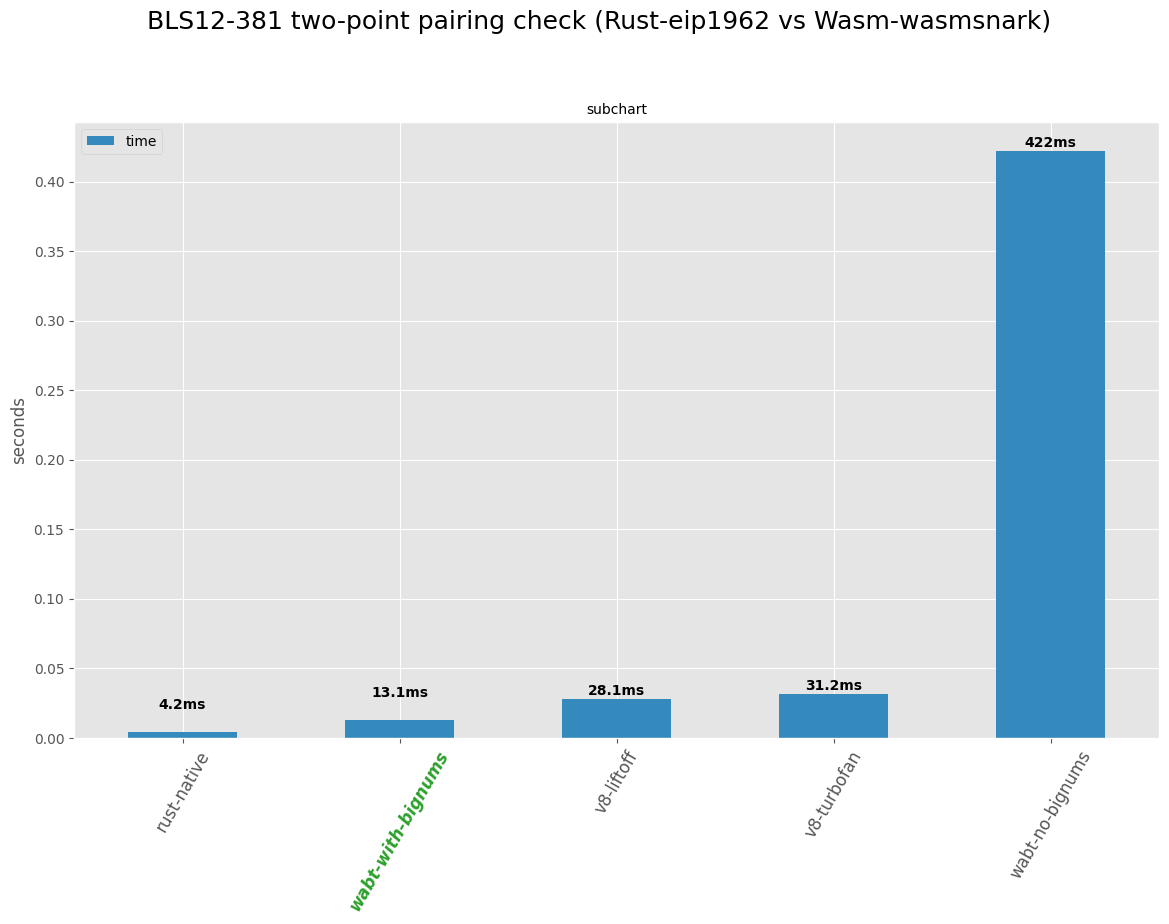 BLS12-381 two-point pairing check (Rust-eip1962 vs Wasm-wasmsnark)
subchart
time
422ms
0.40
0.35
0.30
0.25
0.20
0.15
0.10
0.05
0.00
seconds
4.2ms
13.1ms
28.1ms
31.2ms
rust-native
wabt-with-bignums
v8-liftoff
v8-turbofan
wabt-no-bignums